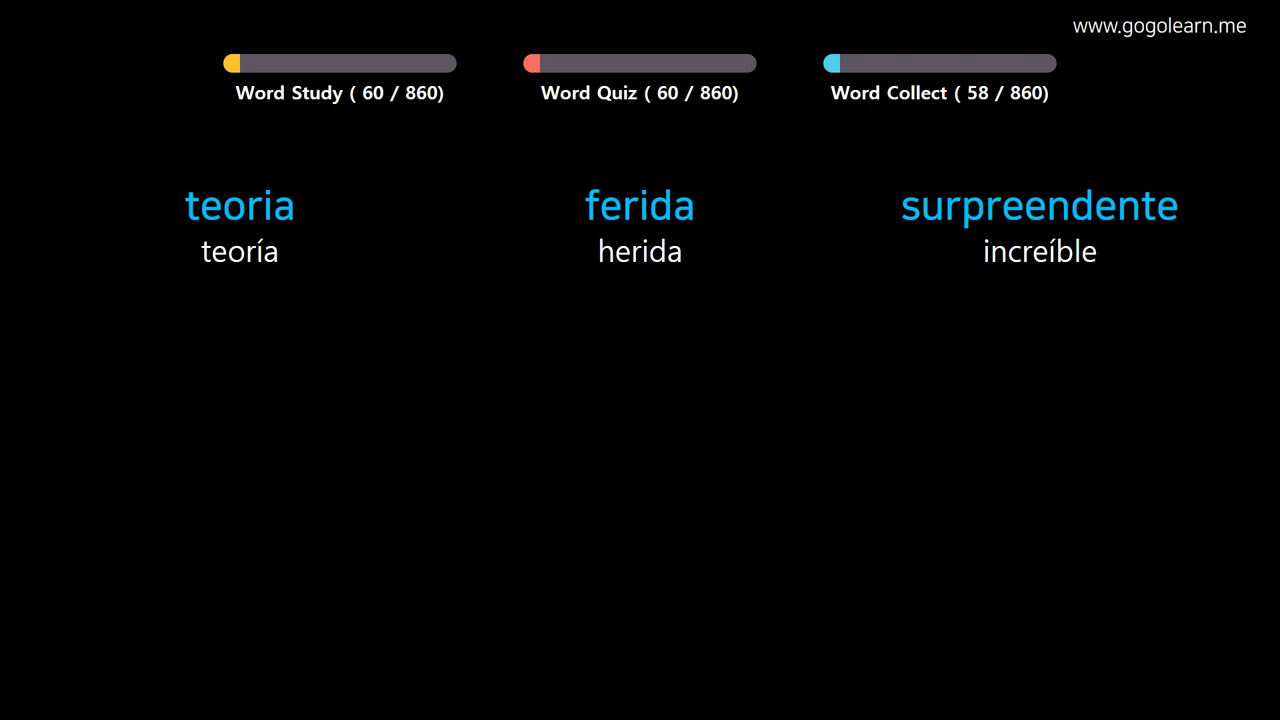 www.gogolearn.me
Word Study ( 60 / 860)
Word Quiz ( 60 / 860)
Word Collect ( 58 / 860)
teoria
teoría
ferida
herida
surpreendente
increíble